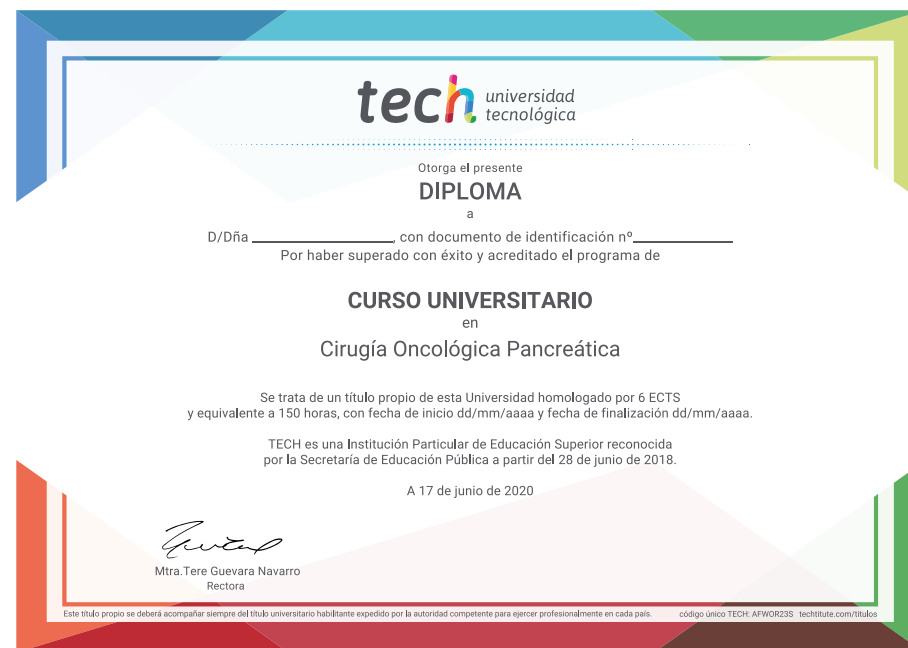 tech universidad
tecnológica
Otorga el presente
DIPLOMA
a
D/Dña ____________________, con documento de identificación nº______________
Por haber superado con éxito y acreditado el programa de
CURSO UNIVERSITARIO
en
Cirugía Oncológica Pancreática
Se trata de un título propio de esta Universidad homologado por 6 ECTS
y equivalente a 150 horas, con fecha de inicio dd/mm/aaaa y fecha de finalización dd/mm/aaaa.
TECH es una Institución Particular de Educación Superior reconocida
por la Secretaría de Educación Pública a partir del 28 de junio de 2018.
A 17 de junio de 2020
Mtra.Tere Guevara Navarro
Rectora
Este título propio se deberá acompañar siempre del título universitario habilitante expedido por la autoridad competente para ejercer profesionalmente en cada país. código único TECH: AFWOR23S techtitute.com/titulos